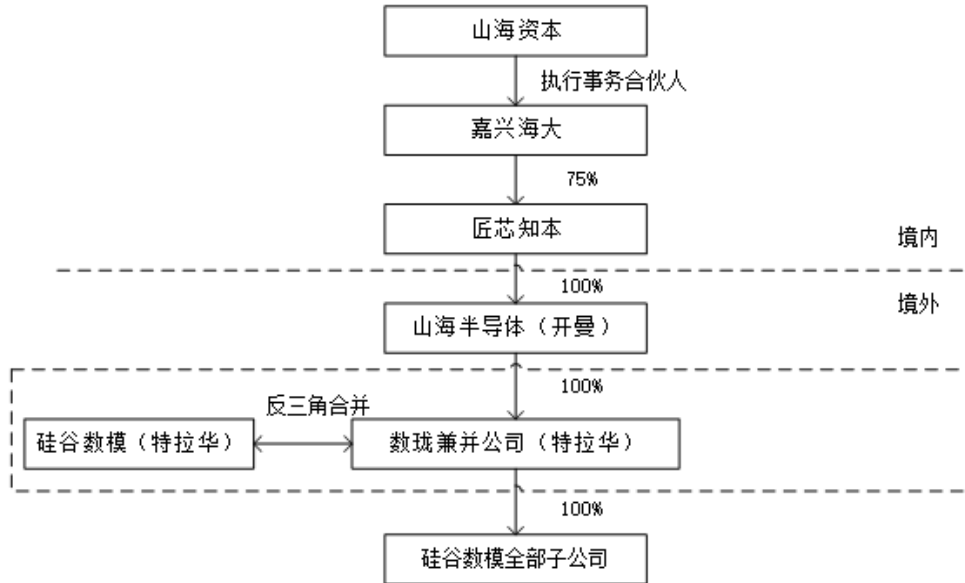 山海资本
执行事务合伙人
嘉兴海大
75%
匠芯知本
境内
100%
境外
山海半导体（开曼）
100%
反三角合并
硅谷数模（特拉华）
数珑兼并公司（特拉华）
100%
硅谷数模全部子公司